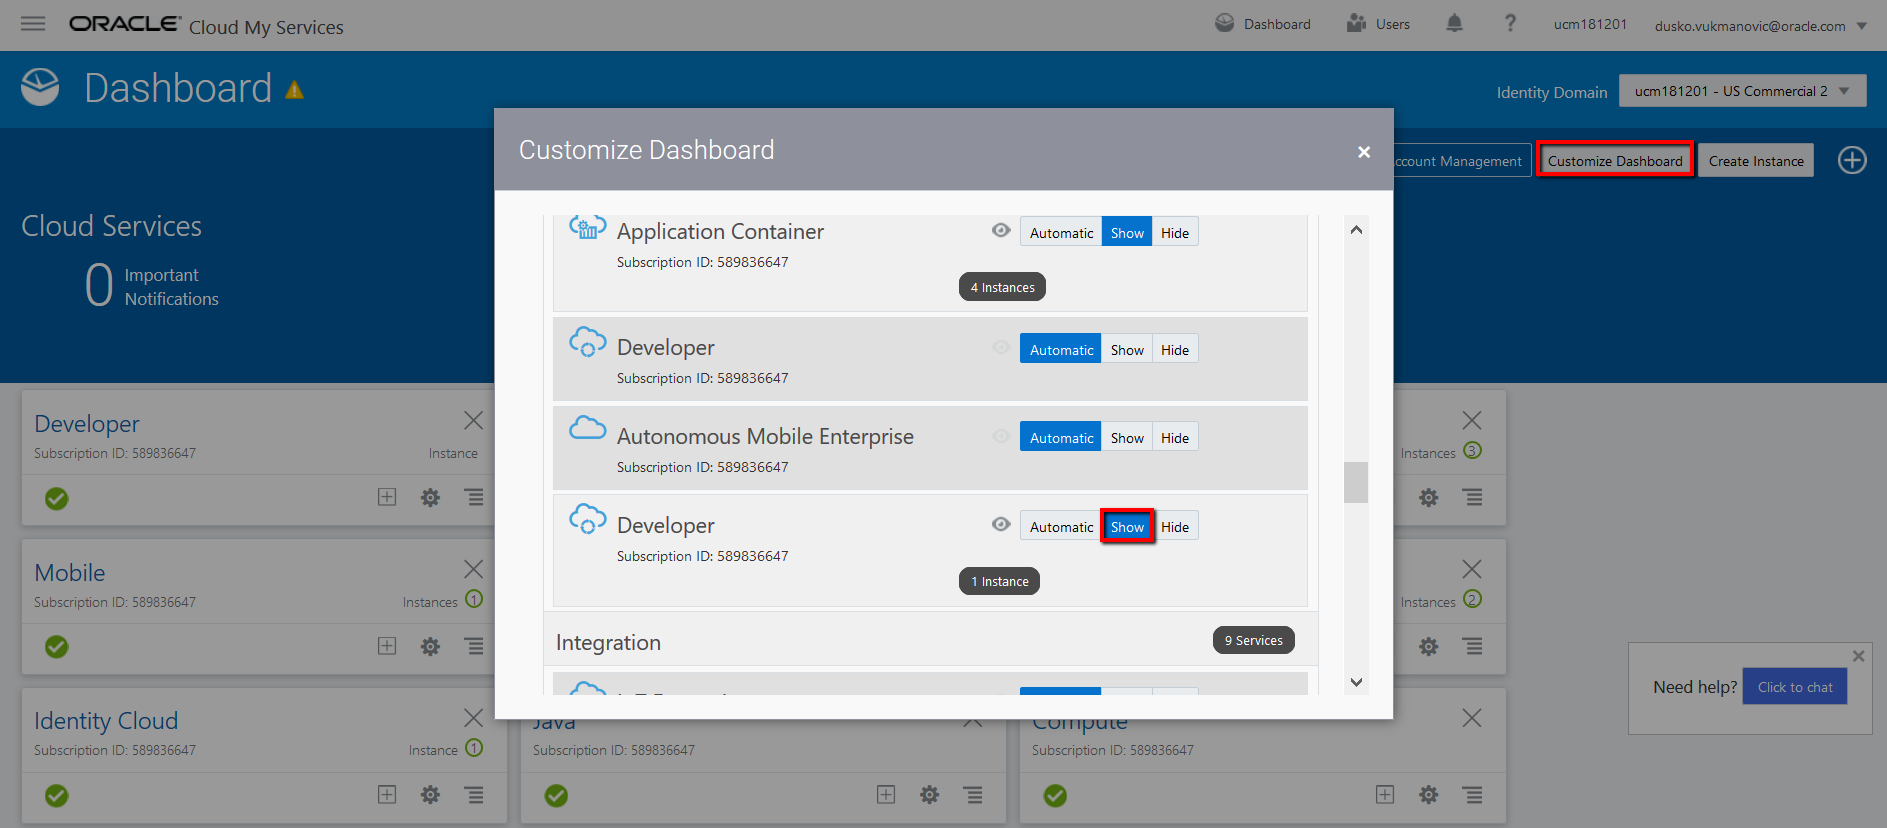 ORACLE Cloud My Services
Dashboard
Users
?
ucm181201
dusko.vukmanovic@oracle.com
Dashboard
Identity Domain
ucm181201 - US Commercial 2
ccount Management
Customize Dashboard
Create Instance
Cloud Services
0 Important
Notifications
Customize Dashboard
×
Application Container
Automatic Show Hide
Subscription ID: 589836647
4 Instances
Developer
Automatic Show Hide
Subscription ID: 589836647
Autonomous Mobile Enterprise
Automatic Show Hide
Subscription ID: 589836647
Developer
Automatic Show Hide
Subscription ID: 589836647
1 Instance
Integration
9 Services
Developer
Subscription ID: 589836647
Instance
Instances 3
Mobile
Subscription ID: 589836647
Instances 1
Instances 2
Need help? Click to chat
Identity Cloud
Subscription ID: 589836647
Instance 1
Java
Subscription ID: 589836647
Compute
Subscription ID: 589836647